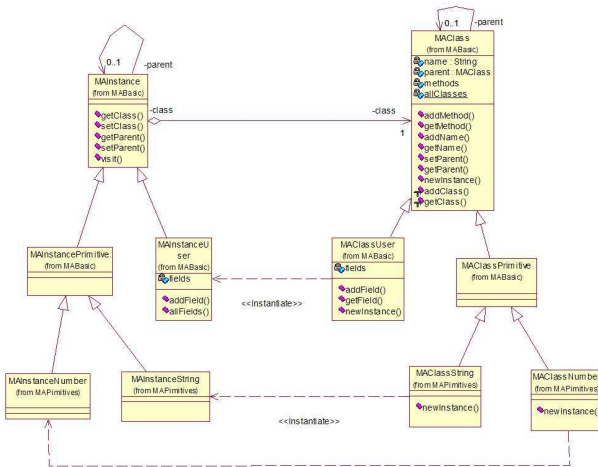 0..1
-parent
0..1
-parent
MAClass
(from MABasic)
name : String
parent : MAClass
methods
allClasses
addMethod()
getMethod()
addName()
getName()
setParent()
getParent()
newInstance()
addClass()
getClass()
MAInstance
(from MABasic)
getClass()
setClass()
getParent()
setParent()
visit()
-class
-class
1
MAInstancePrimitive
(from MABasic)
MAInstanceU
ser
(from MABasic)
fields
addField()
allFields()
MAClassUser
(from MABasic)
fields
addField()
getField()
newInstance()
MAClassPrimitive
(from MABasic)
<<Instantiate>>
MAInstanceNumber
(from MAPimitives)
MAInstanceString
(from MAPimitives)
MAClassString
(from MAPimitives)
newInstance()
MAClassNumber
(from MAPimitives)
newInstance()
<<Instantiate>>